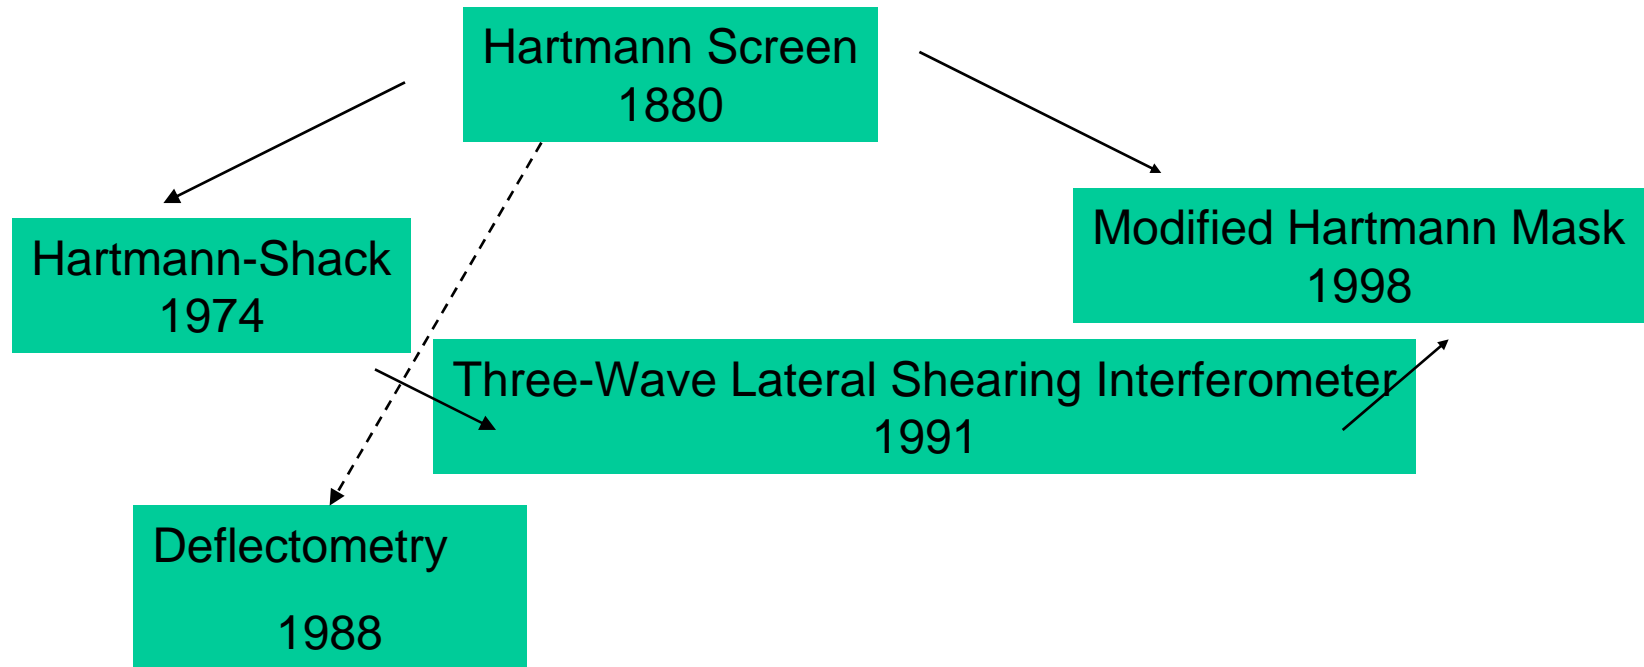 Hartmann Screen
1880
Hartmann-Shack
1974
Modified Hartmann Mask
1998
Three-Wave Lateral Shearing Interferometer
1991
Deflectometry
1988